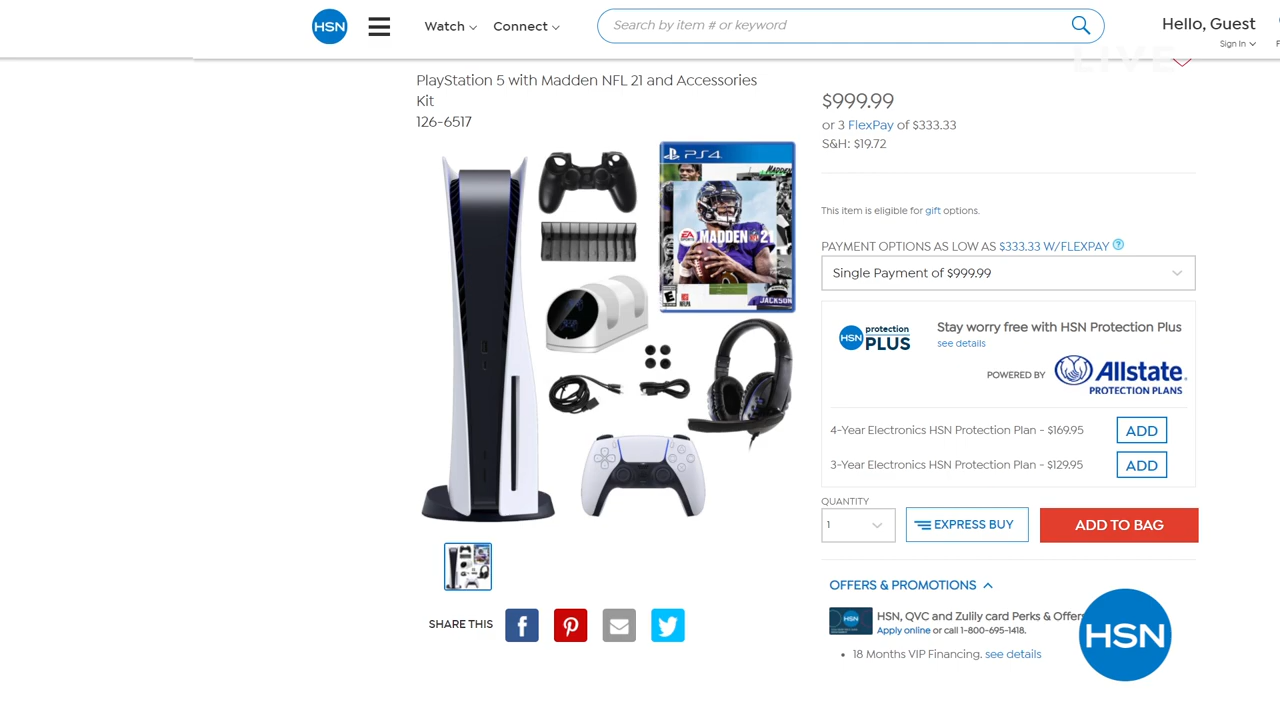 HSN
Watch
Connect
Search by item # or keyword
Hello, Guest
Sign In
LIVE
PlayStation 5 with Madden NFL 21 and Accessories
Kit
126-6517
$999.99
or 3 FlexPay of $333.33
S&H: $19.72
PS4
MADDEN 21
JACKSON
This item is eligible for gift options.
PAYMENT OPTIONS AS LOW AS $333.33 W/FLEXPAY ?
Single Payment of $999.99
HSN protection PLUS
Stay worry free with HSN Protection Plus
see details
POWERED BY Allstate
PROTECTION PLANS
4-Year Electronics HSN Protection Plan - $169.95 ADD
3-Year Electronics HSN Protection Plan - $129.95 ADD
QUANTITY
1
EXPRESS BUY
ADD TO BAG
OFFERS & PROMOTIONS
HSN, QVC and Zulily card Perks & Offer
Apply online or call 1-800-695-1418.
• 18 Months VIP Financing. see details
SHARE THIS
HSN